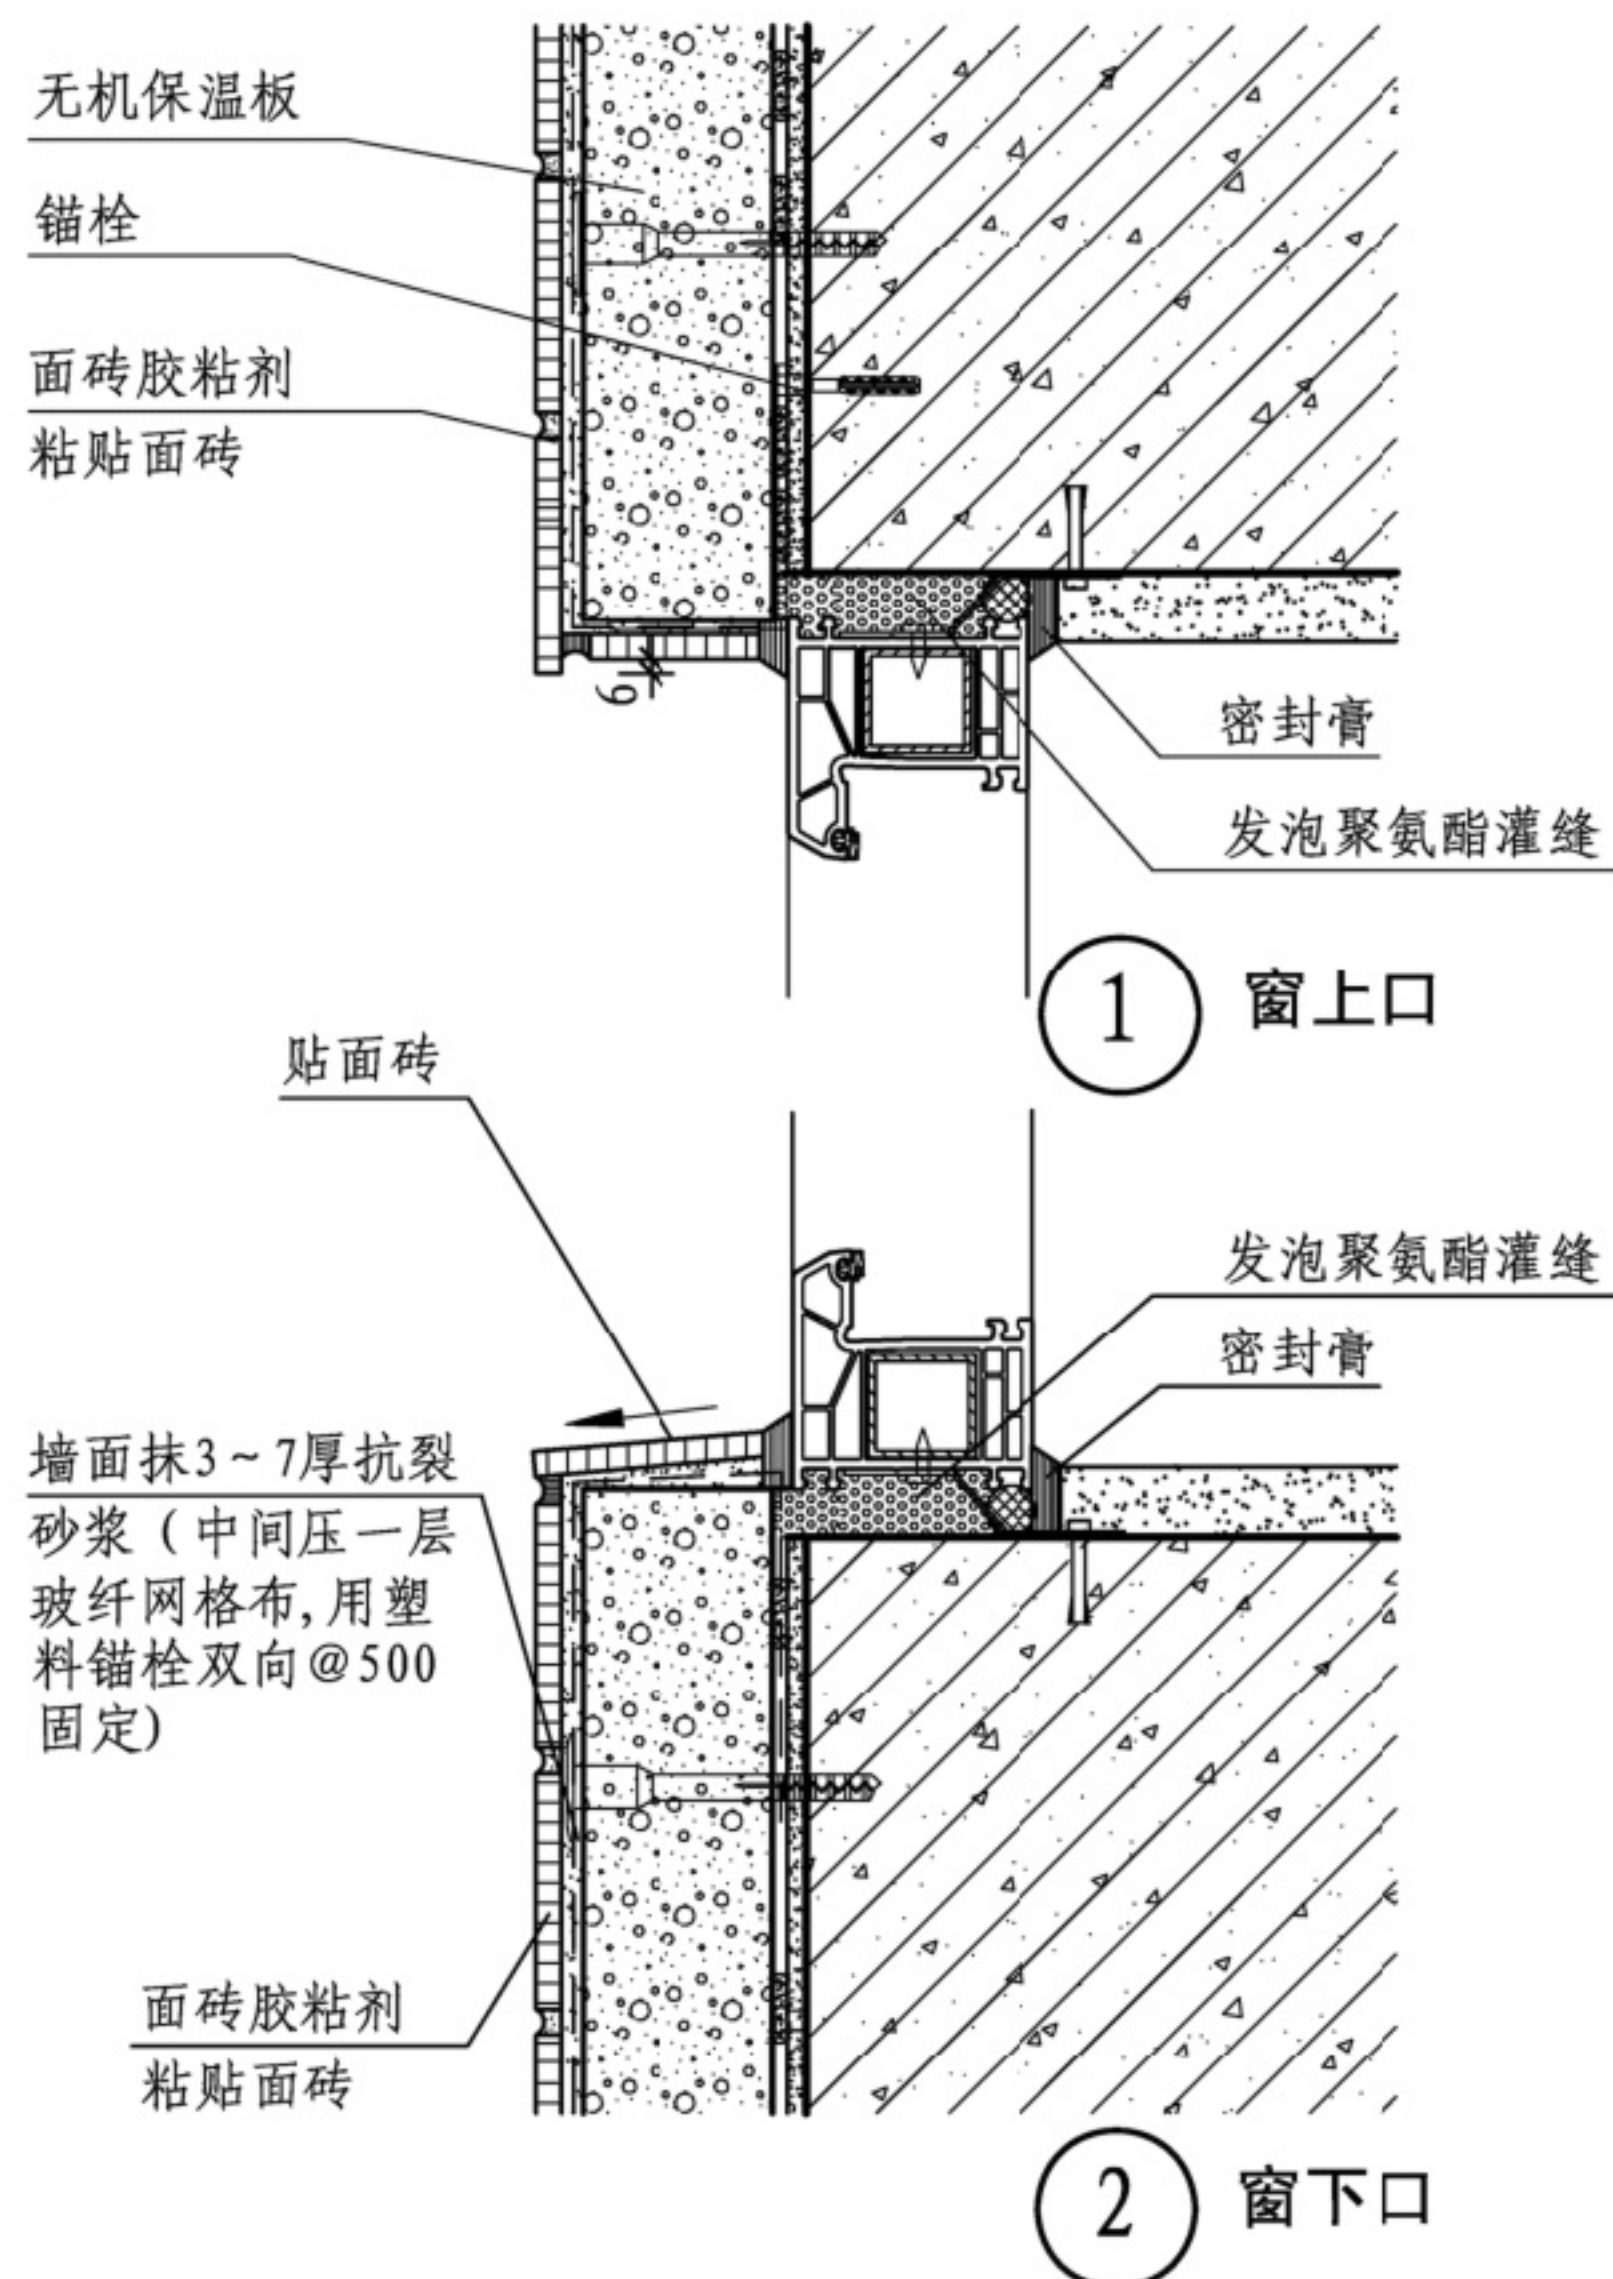 无机保温板
锚栓
面砖胶粘剂
粘贴面砖
6
密封膏
发泡聚氨酯灌缝
1 窗上口
贴面砖
发泡聚氨酯灌缝
密封膏
墙面抹3~7厚抗裂
砂浆（中间压一层
玻纤网格布,用塑
料锚栓双向@500
固定)
面砖胶粘剂
粘贴面砖
2 窗下口